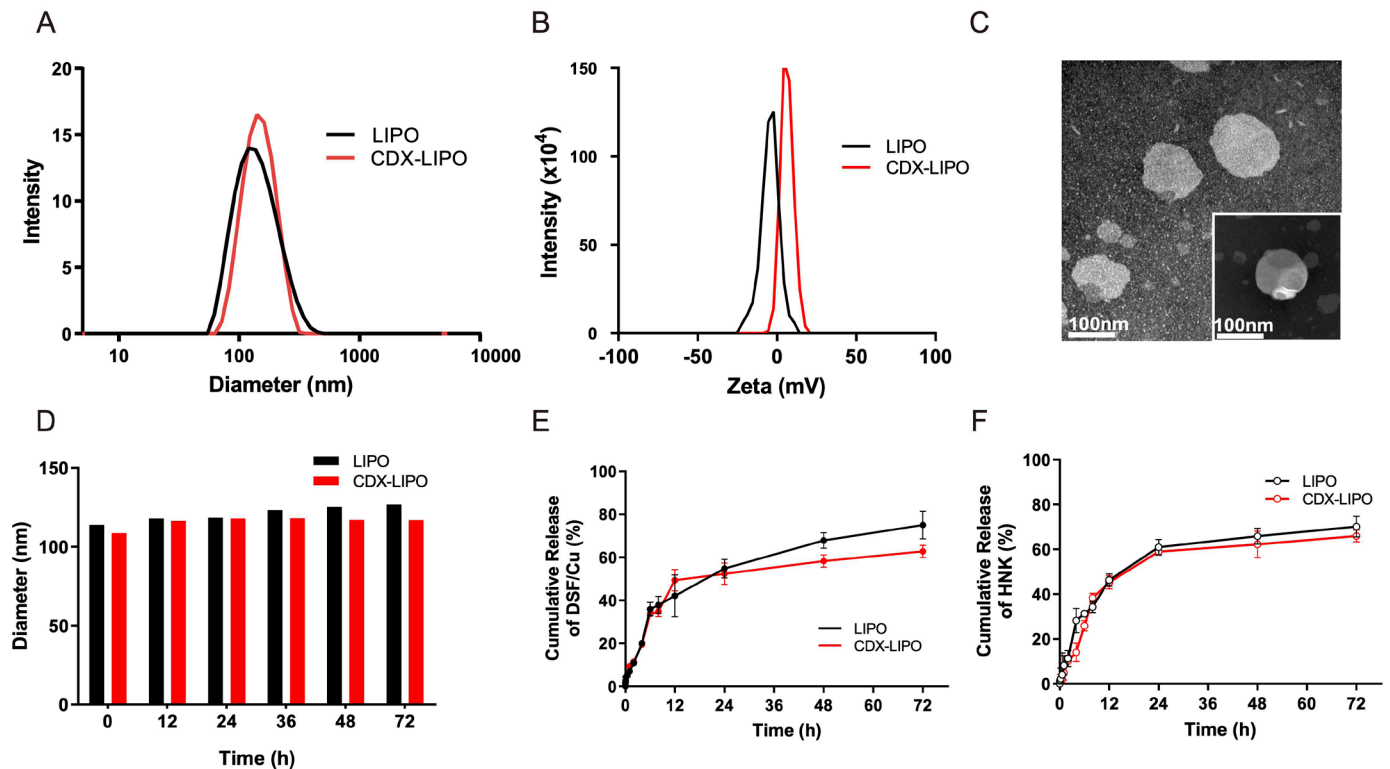 A
20
15
10
5
0
Intensity
10
100
1000
10000
Diameter (nm)
LIPO
CDX-LIPO
B
150
100
50
0
Intensity (x10⁴)
-100
-50
0
50
100
Zeta (mV)
LIPO
CDX-LIPO
C
100nm
100nm
D
150
100
50
0
Diameter (nm)
0
12
24
36
48
72
Time (h)
LIPO
CDX-LIPO
E
100
80
60
40
20
0
Cumulative Release
of DSF/Cu (%)
0
12
24
36
48
60
72
Time (h)
LIPO
CDX-LIPO
F
100
80
60
40
20
0
Cumulative Release
of HNK (%)
0
12
24
36
48
60
72
Time (h)
LIPO
CDX-LIPO